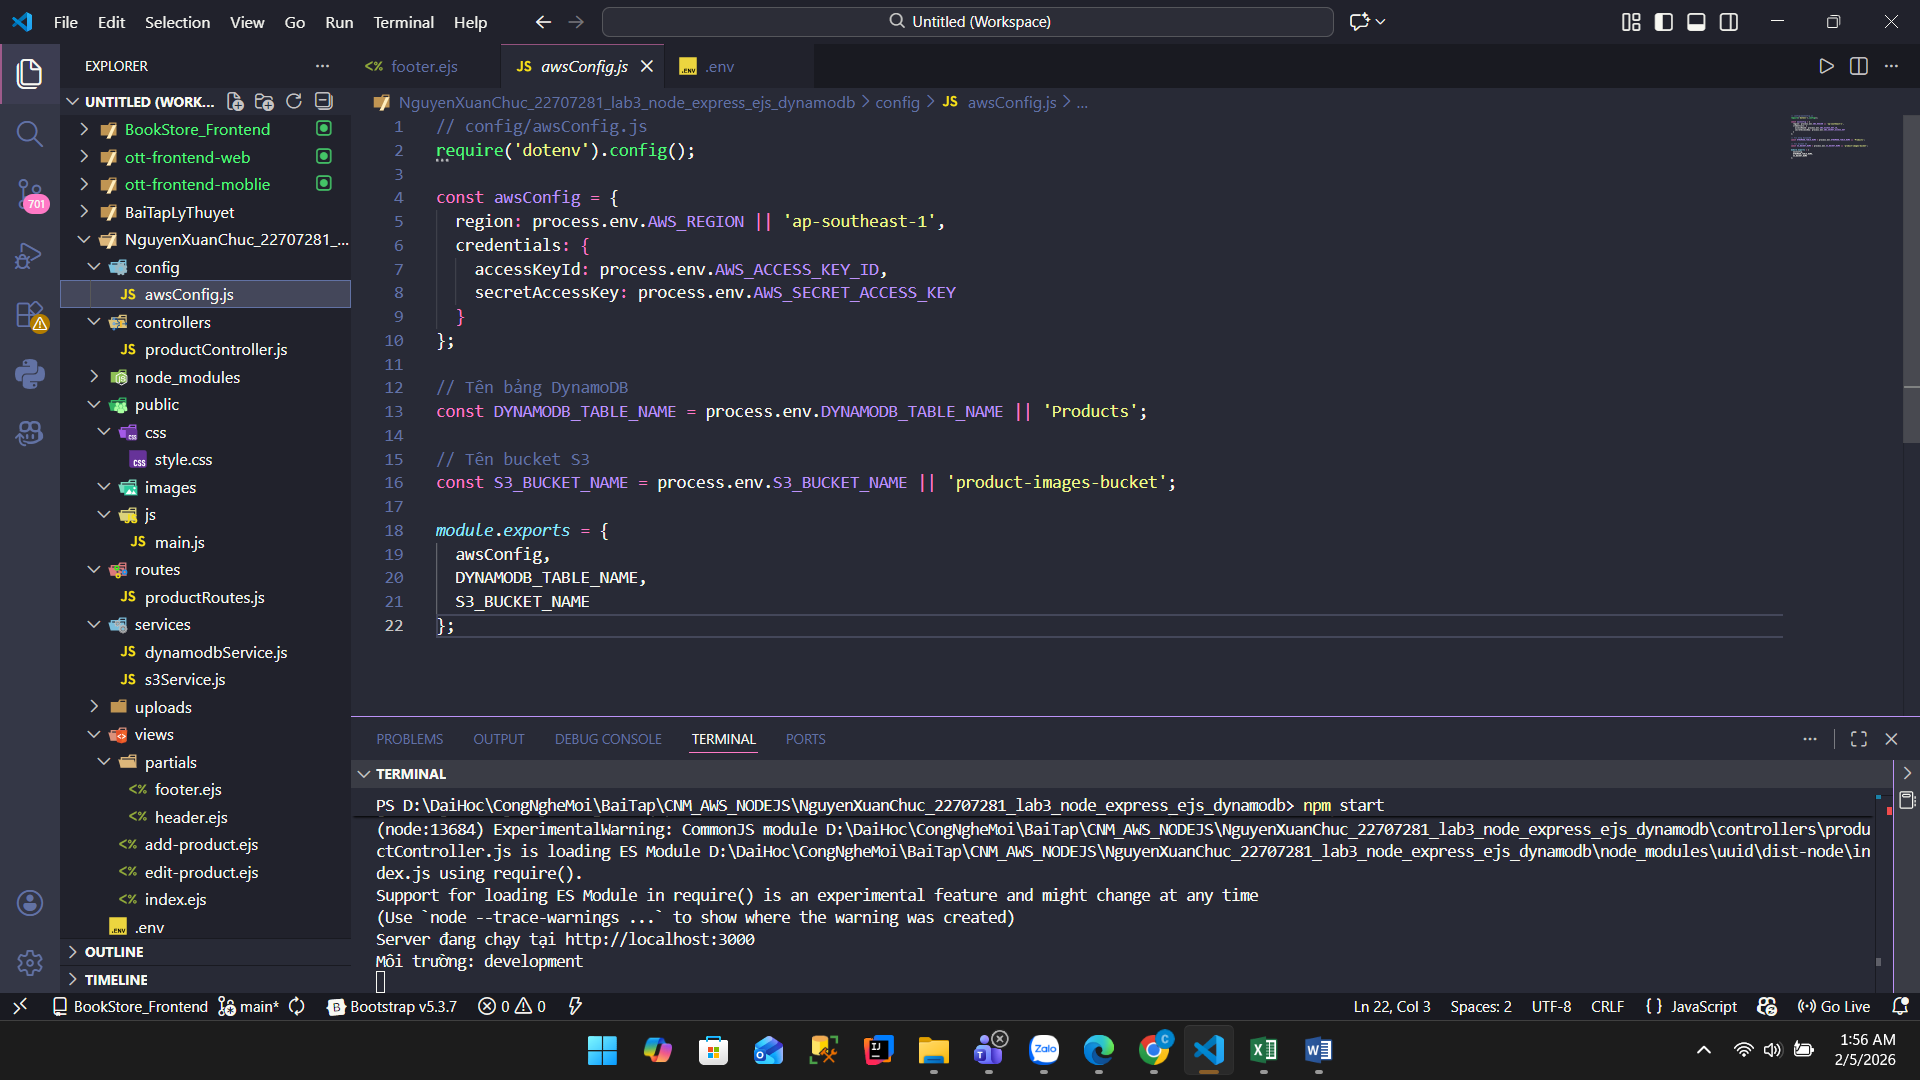 File Edit Selection View Go Run Terminal Help
Untitled (Workspace)
EXPLORER
footer.ejs
JS awsConfig.js
.env
UNTITLED (WORK...
NguyenXuanChuc_22707281_lab3_node_express_ejs_dynamodb > config > JS awsConfig.js > ...
BookStore_Frontend
ott-frontend-web
ott-frontend-moblie
BaiTapLyThuyet
NguyenXuanChuc_22707281_...
config
JS awsConfig.js
controllers
JS productController.js
node_modules
public
css
style.css
images
js
JS main.js
routes
JS productRoutes.js
services
JS dynamodbService.js
JS s3Service.js
uploads
views
partials
<> footer.ejs
<> header.ejs
<> add-product.ejs
<> edit-product.ejs
<> index.ejs
.env
OUTLINE
TIMELINE
701
1 // config/awsConfig.js
2 require('dotenv').config();
3
4 const awsConfig = {
5 region: process.env.AWS_REGION || 'ap-southeast-1',
6 credentials: {
7 accessKeyId: process.env.AWS_ACCESS_KEY_ID,
8 secretAccessKey: process.env.AWS_SECRET_ACCESS_KEY
9 }
10 };
11
12 // Tên bảng DynamoDB
13 const DYNAMODB_TABLE_NAME = process.env.DYNAMODB_TABLE_NAME || 'Products';
14
15 // Tên bucket S3
16 const S3_BUCKET_NAME = process.env.S3_BUCKET_NAME || 'product-images-bucket';
17
18 module.exports = {
19 awsConfig,
20 DYNAMODB_TABLE_NAME,
21 S3_BUCKET_NAME
22 };
PROBLEMS OUTPUT DEBUG CONSOLE TERMINAL PORTS
TERMINAL
PS D:\DaiHoc\CongNgheMoi\BaiTap\CNM_AWS_NODEJS\NguyenXuanChuc_22707281_lab3_node_express_ejs_dynamodb> npm start
(node:13684) ExperimentalWarning: CommonJS module D:\DaiHoc\CongNgheMoi\BaiTap\CNM_AWS_NODEJS\NguyenXuanChuc_22707281_lab3_node_express_ejs_dynamodb\controllers\produ
ctController.js is loading ES Module D:\DaiHoc\CongNgheMoi\BaiTap\CNM_AWS_NODEJS\NguyenXuanChuc_22707281_lab3_node_express_ejs_dynamodb\node_modules\uuid\dist-node\in
dex.js using require().
Support for loading ES Module in require() is an experimental feature and might change at any time
(Use `node --trace-warnings ...` to show where the warning was created)
Server đang chạy tại http://localhost:3000
Môi trường: development
BookStore_Frontend main* Bootstrap v5.3.7 0 0
Ln 22, Col 3 Spaces: 2 UTF-8 CRLF { } JavaScript Go Live
1:56 AM
2/5/2026